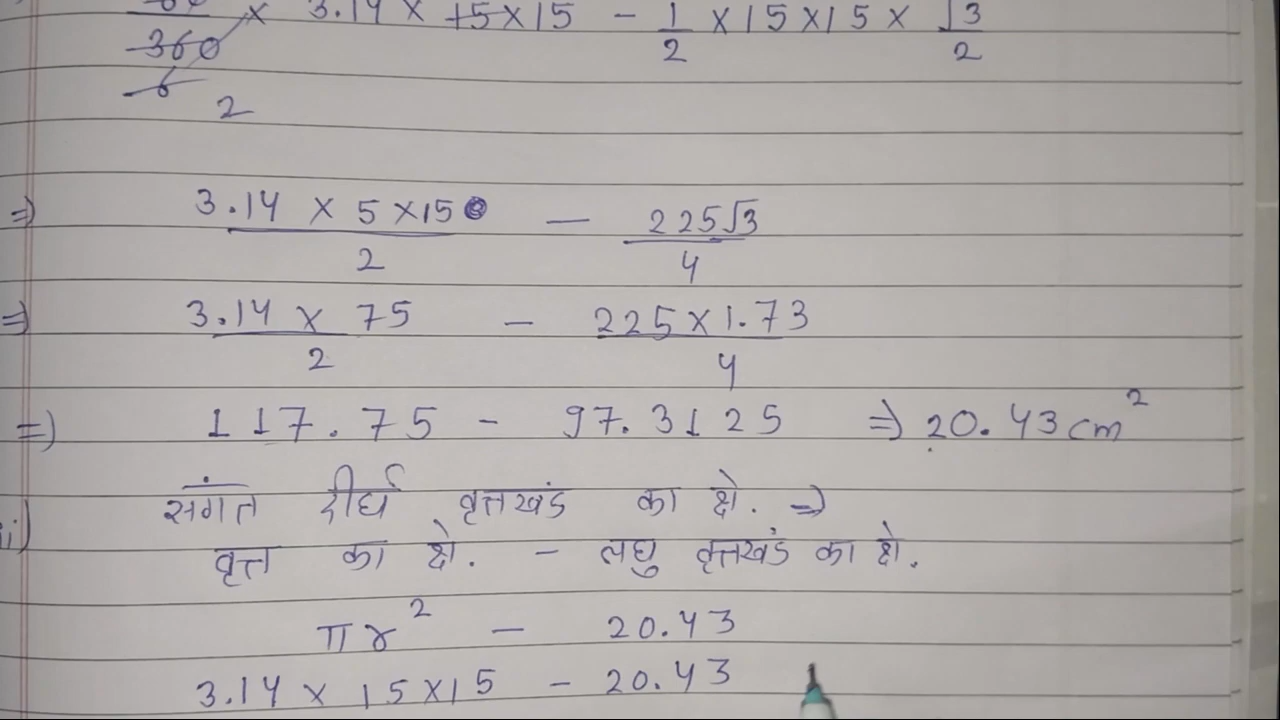 60/360 × 3.14 × 15 × 15 - 1/2 × 15 × 15 × √3/2
6
2
⇒ 3.14 × 5 × 15/2 - 225√3/4
⇒ 3.14 × 75/2 - 225 × 1.73/4
⇒ 117.75 - 97.3125 ⇒ 20.43 cm²
ii) संगत दीर्घ वृत्तखंड का क्षे. ⇒
वृत्त का क्षे. - लघु वृत्तखंड का क्षे.
πr² - 20.43
3.14 × 15 × 15 - 20.43